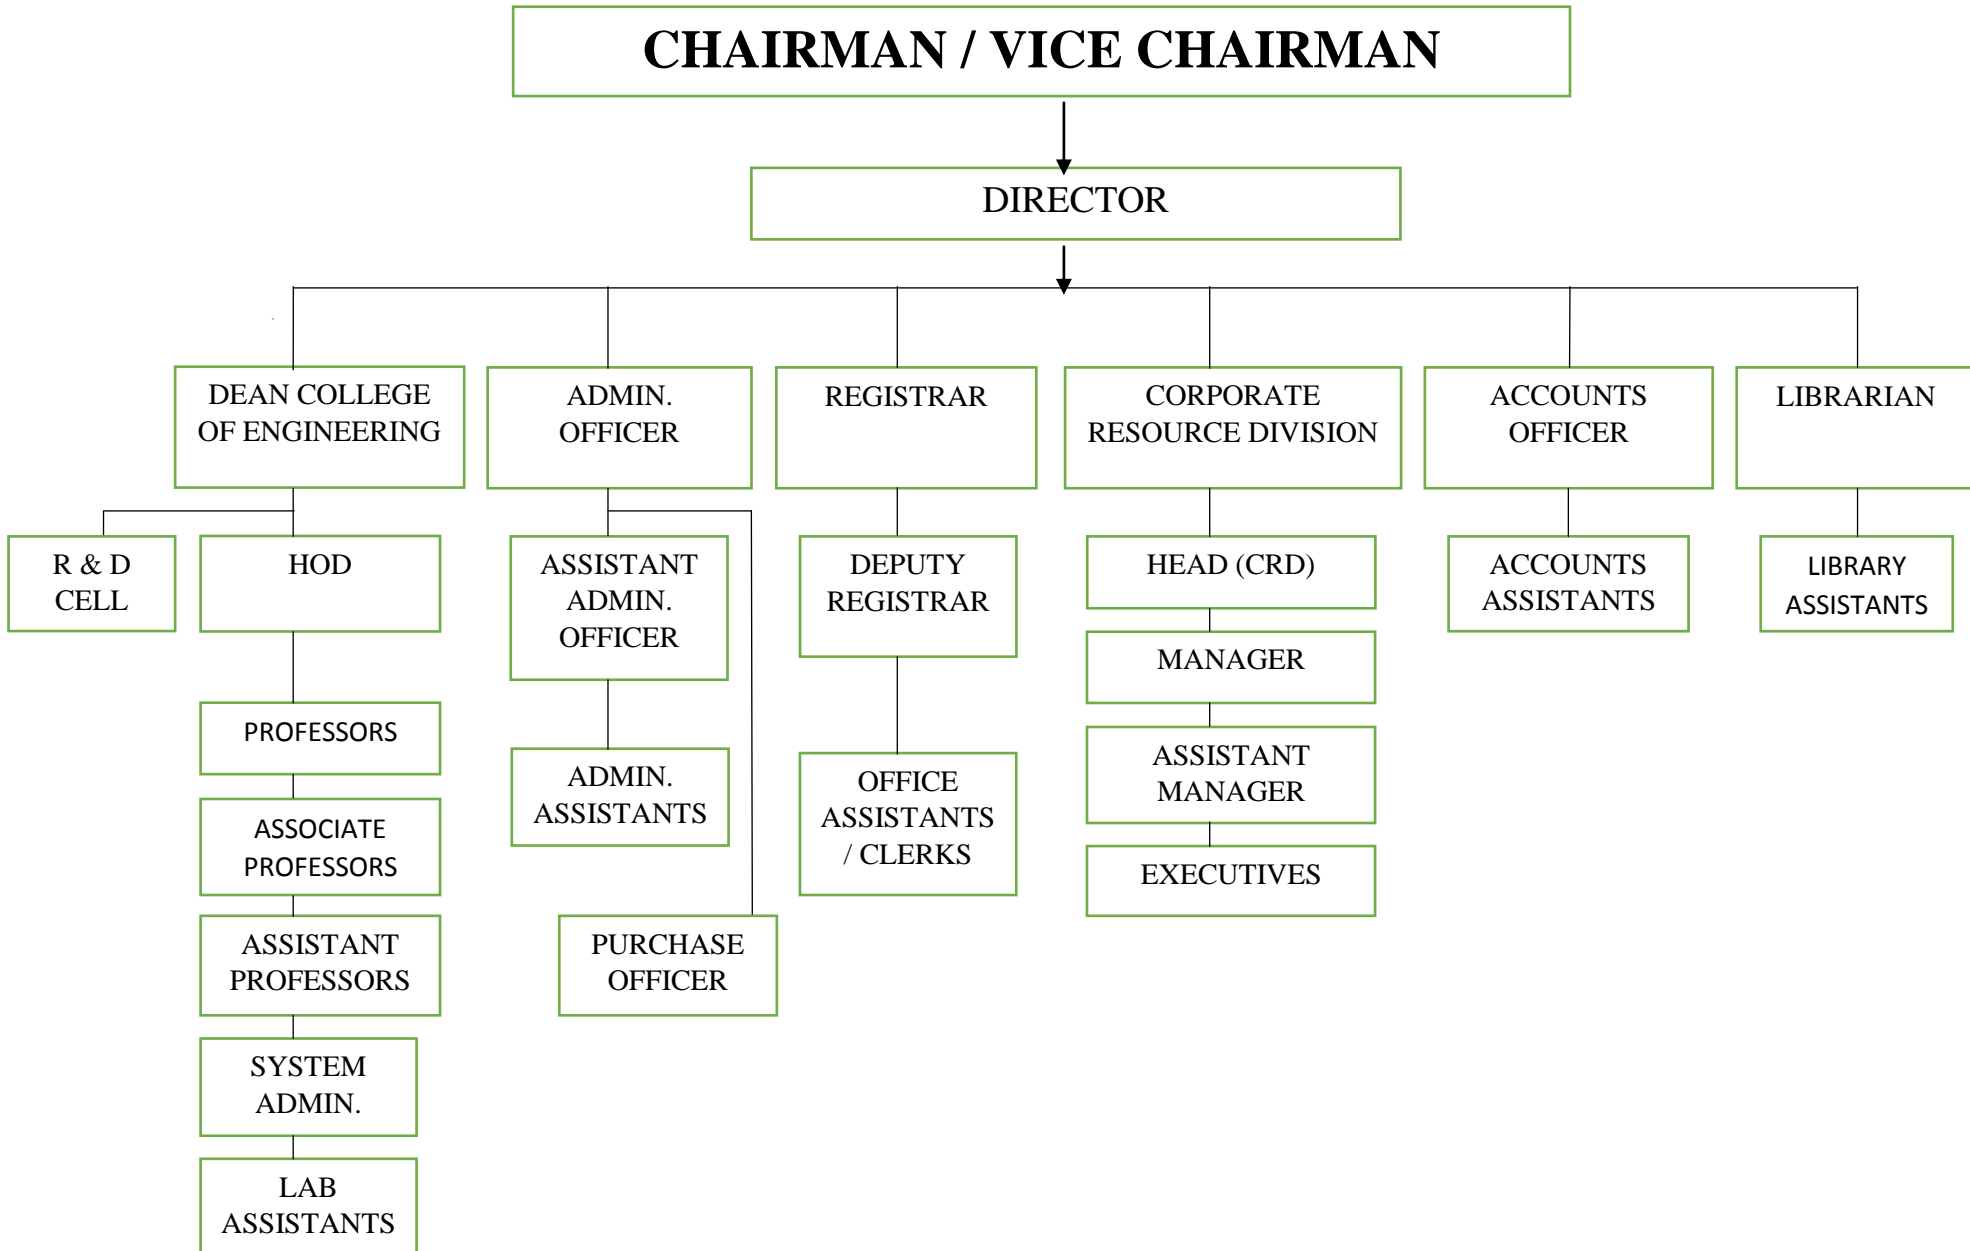 CHAIRMAN / VICE CHAIRMAN
DIRECTOR
DEAN COLLEGE
OF ENGINEERING
ADMIN.
OFFICER
REGISTRAR
CORPORATE
RESOURCE DIVISION
ACCOUNTS
OFFICER
LIBRARIAN
R & D
CELL
HOD
ASSISTANT
ADMIN.
OFFICER
DEPUTY
REGISTRAR
HEAD (CRD)
ACCOUNTS
ASSISTANTS
LIBRARY
ASSISTANTS
MANAGER
PROFESSORS
ADMIN.
ASSISTANTS
OFFICE
ASSISTANTS
/ CLERKS
ASSISTANT
MANAGER
ASSOCIATE
PROFESSORS
EXECUTIVES
ASSISTANT
PROFESSORS
PURCHASE
OFFICER
SYSTEM
ADMIN.
LAB
ASSISTANTS